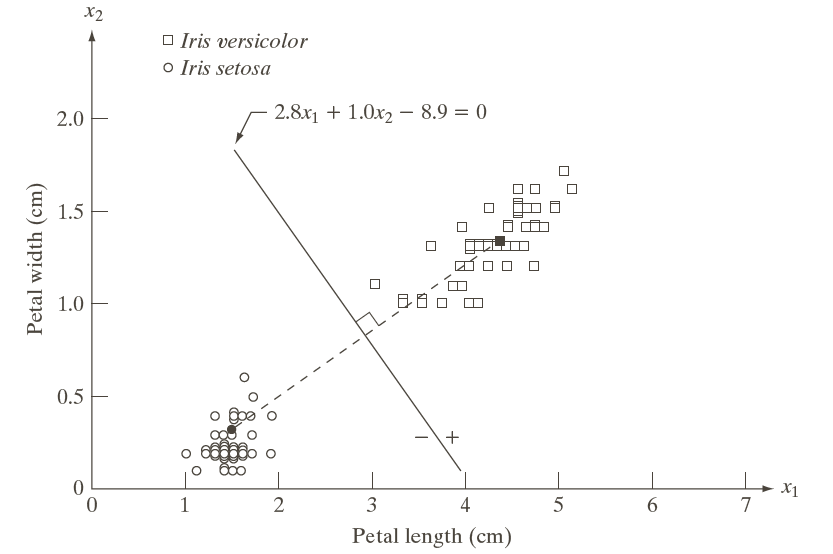 x₂
□ Iris versicolor
○ Iris setosa
2.8x₁ + 1.0x₂ − 8.9 = 0
2.0
1.5
1.0
0.5
0
Petal width (cm)
− +
0 1 2 3 4 5 6 7
x₁
Petal length (cm)